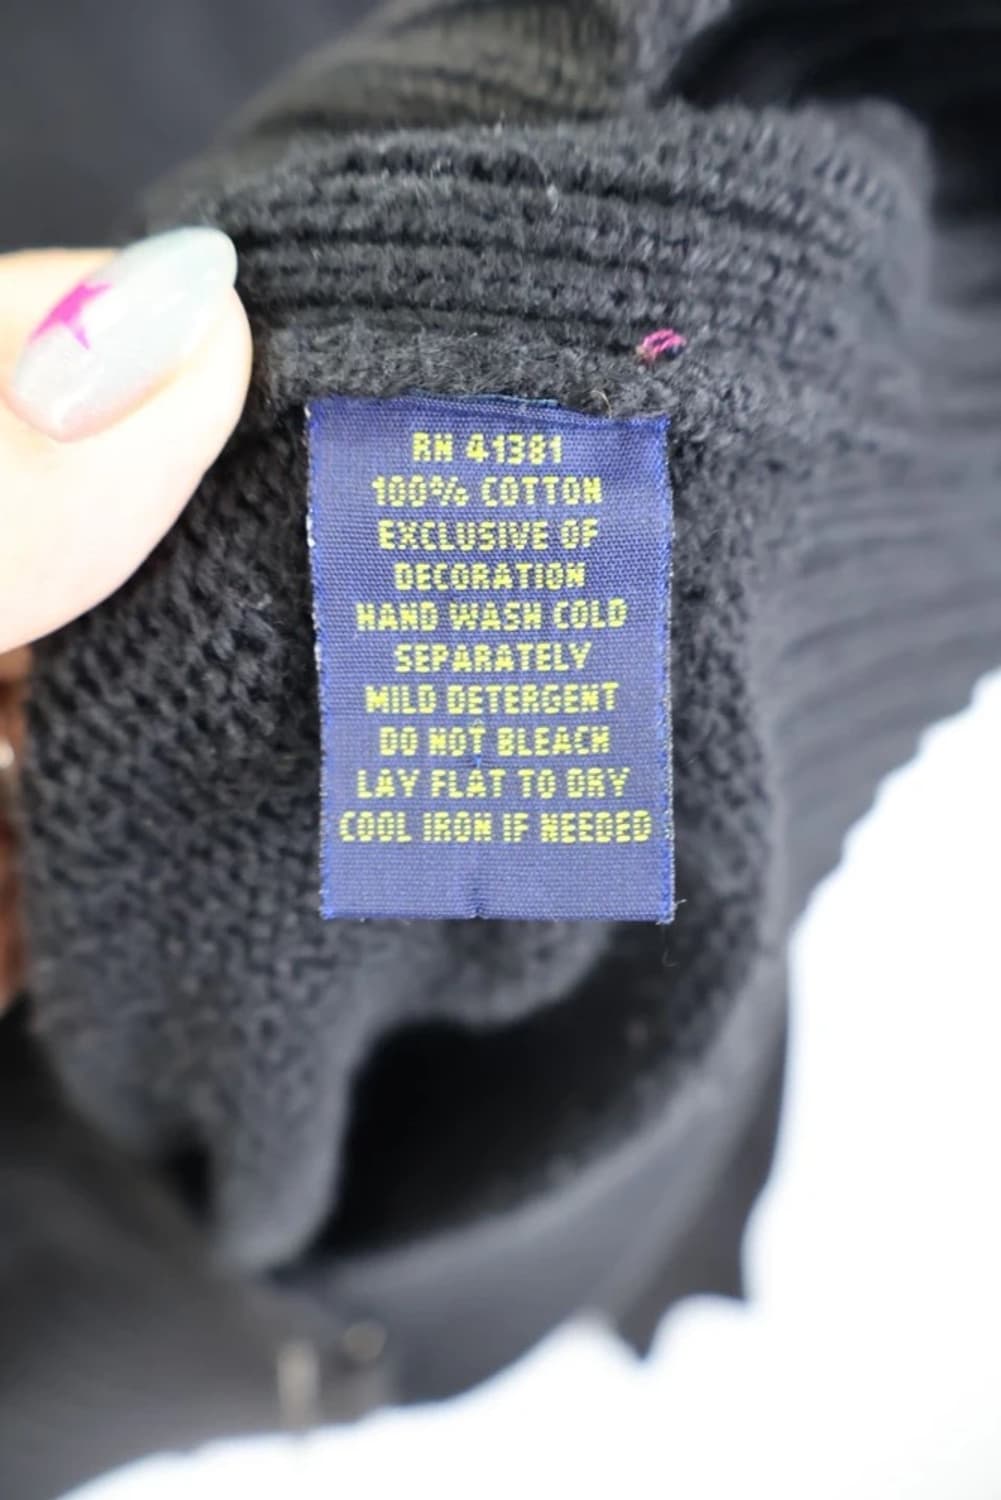 RN 41381
100% COTTON
EXCLUSIVE OF
DECORATION
HAND WASH COLD
SEPARATELY
MILD DETERGENT
DO NOT BLEACH
LAY FLAT TO DRY
COOL IRON IF NEEDED